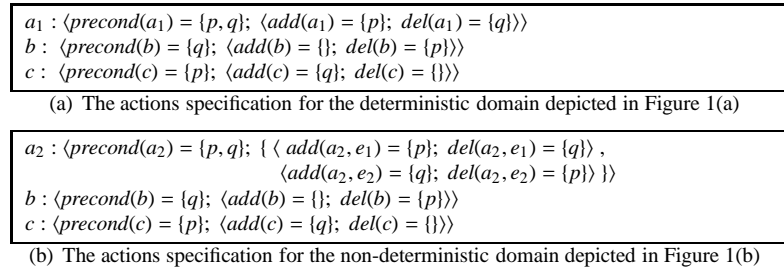 a₁ : ⟨precond(a₁) = {p, q; ⟨add(a₁) = {p}; del(a₁) = {q}⟩⟩
b : ⟨precond(b) = {q}; ⟨add(b) = {}; del(b) = {p}⟩⟩
c : ⟨precond(c) = {p}; ⟨add(c) = {q}; del(c) = {}⟩⟩
(a) The actions specification for the deterministic domain depicted in Figure 1(a)
a₂ : ⟨precond(a₂) = {p, q}; { ⟨ add(a₂, e₁) = {p}; del(a₂, e₁) = {q}⟩ ,
⟨add(a₂, e₂) = {q}; del(a₂, e₂) = {p}⟩ }⟩
b : ⟨precond(b) = {q}; ⟨add(b) = {}; del(b) = {p}⟩⟩
c : ⟨precond(c) = {p}; ⟨add(c) = {q}; del(c) = {}⟩⟩
(b) The actions specification for the non-deterministic domain depicted in Figure 1(b)